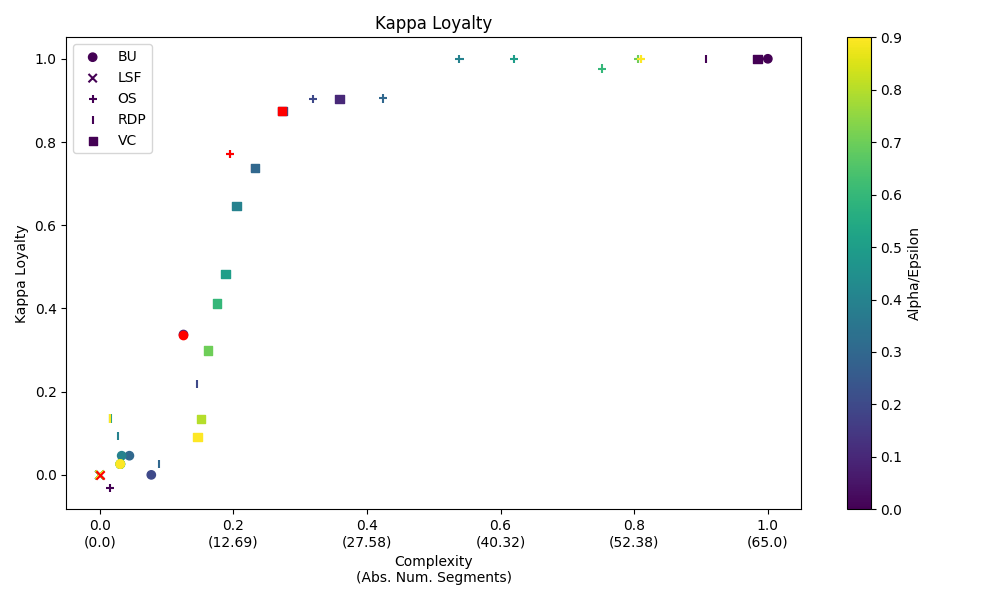 Kappa Loyalty
BU
LSF
OS
RDP
VC
Kappa Loyalty
1.0
0.8
0.6
0.4
0.2
0.0
0.0 0.2 0.4 0.6 0.8 1.0
(0.0) (12.69) (27.58) (40.32) (52.38) (65.0)
Complexity
(Abs. Num. Segments)
0.9
0.8
0.7
0.6
0.5
0.4
0.3
0.2
0.1
0.0
Alpha/Epsilon